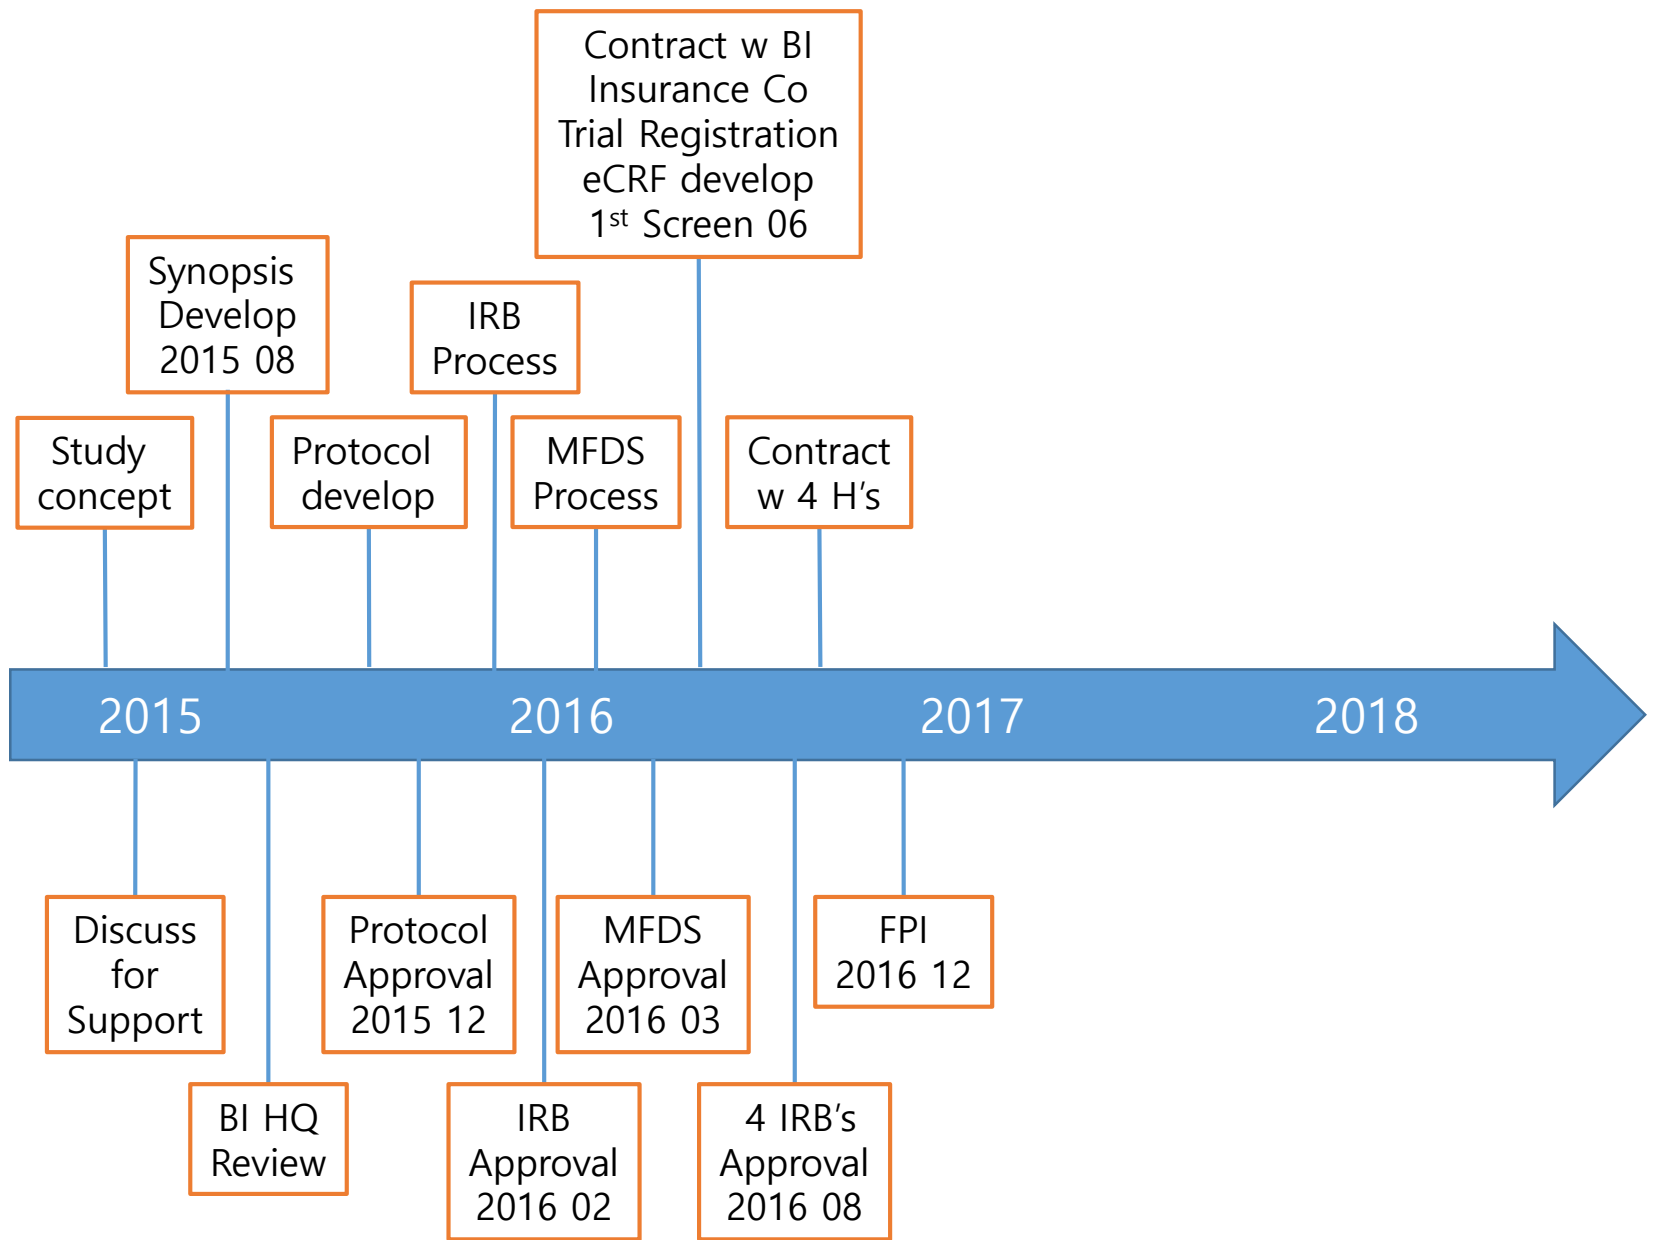 Contract w BI
Insurance Co
Trial Registration
eCRF develop
1st Screen 06
Synopsis
Develop
2015 08
IRB
Process
Study
concept
Protocol
develop
MFDS
Process
Contract
w 4 H's
2015
2016
2017
2018
Discuss
for
Support
Protocol
Approval
2015 12
MFDS
Approval
2016 03
FPI
2016 12
BI HQ
Review
IRB
Approval
2016 02
4 IRB's
Approval
2016 08